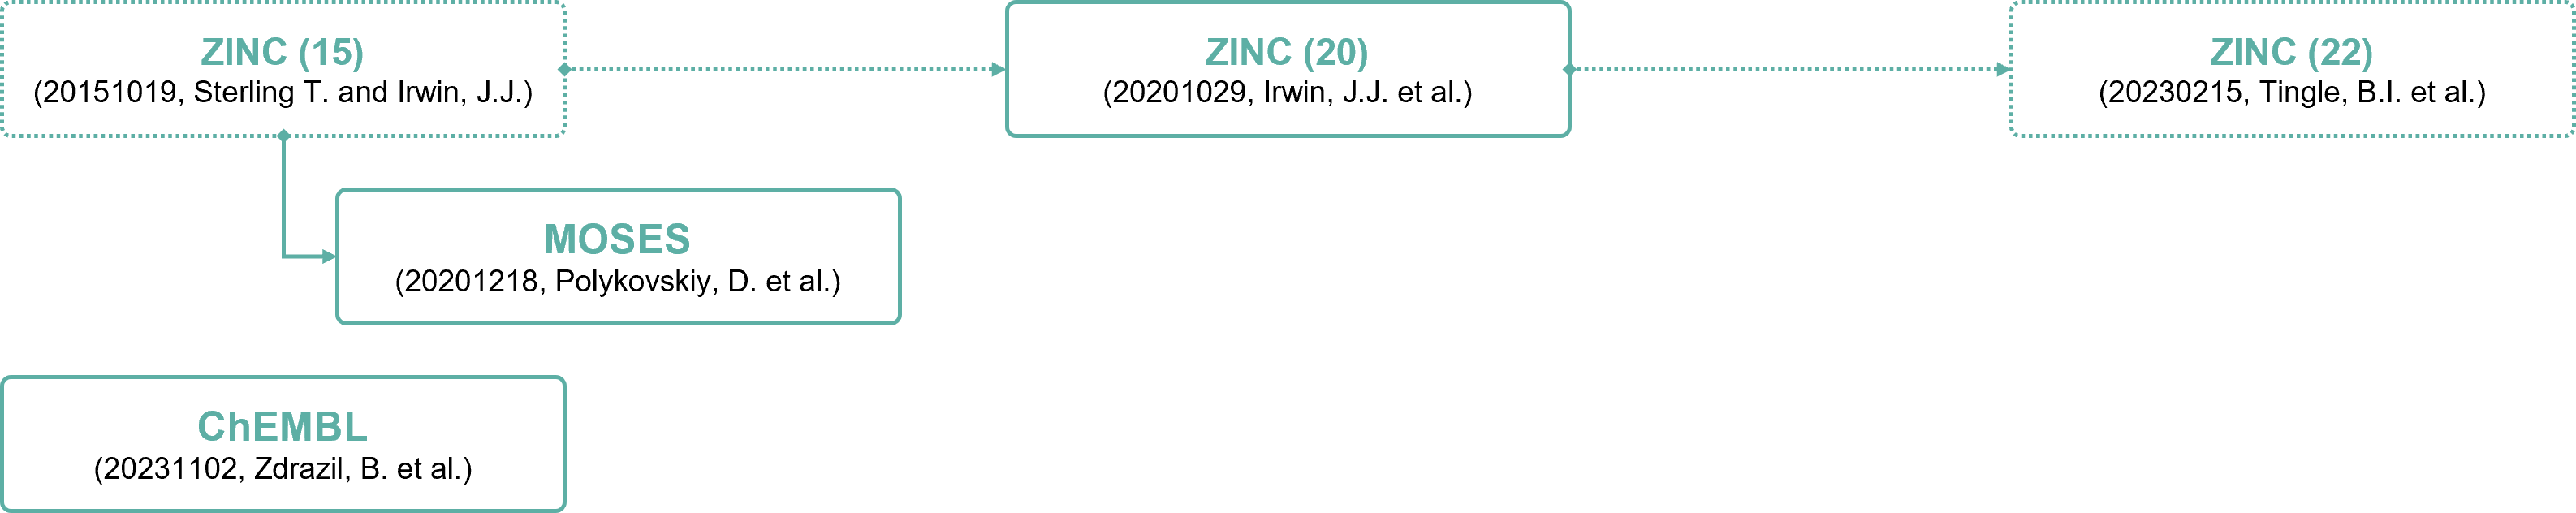 ZINC (15)
(20151019, Sterling T. and Irwin, J.J.)
ZINC (20)
(20201029, Irwin, J.J. et al.)
ZINC (22)
(20230215, Tingle, B.I. et al.)
MOSES
(20201218, Polykovskiy, D. et al.)
ChEMBL
(20231102, Zdrazil, B. et al.)